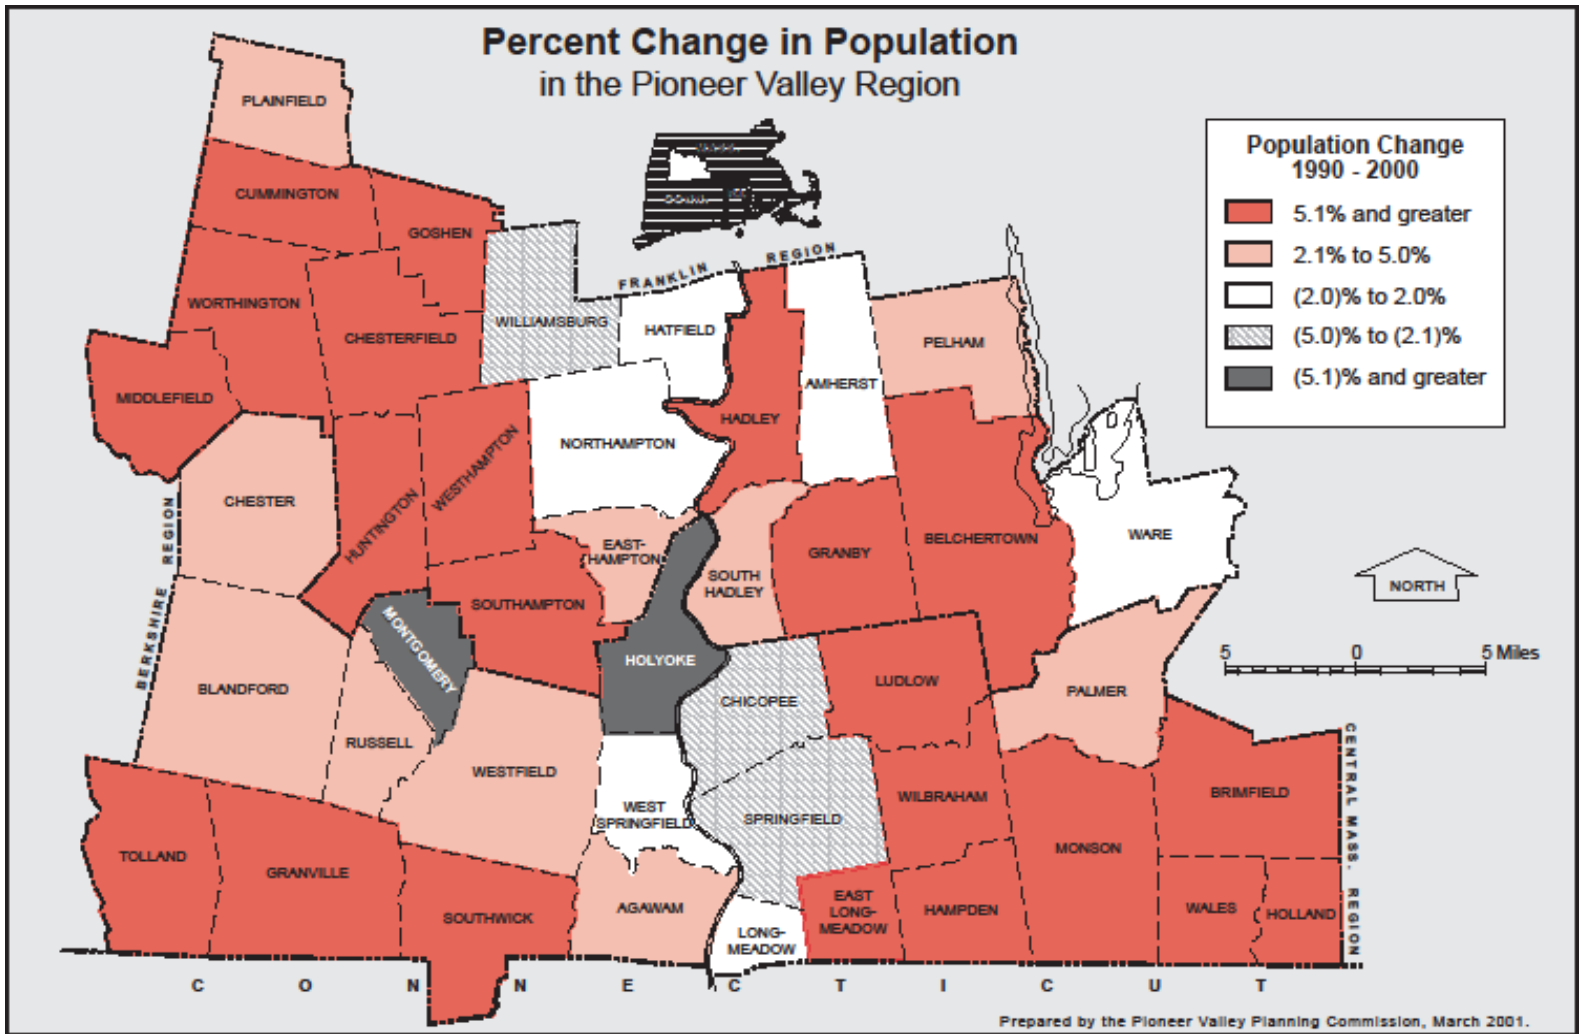 Percent Change in Population
in the Pioneer Valley Region
Population Change
1990 - 2000
5.1% and greater
2.1% to 5.0%
(2.0)% to 2.0%
(5.0)% to (2.1)%
(5.1)% and greater
PLAINFIELD
CUMMINGTON
GOSHEN
WORTHINGTON
CHESTERFIELD
WILLIAMSBURG
FRANKLIN REGION
HATFIELD
MIDDLEFIELD
HADLEY
AMHERST
PELHAM
NORTHAMPTON
CHESTER
HUNTINGTON
WESTHAMPTON
EAST-
HAMPTON
SOUTH
HADLEY
GRANBY
BELCHERTOWN
WARE
NORTH
BERKSHIRE REGION
SOUTHAMPTON
MONTGOMERY
HOLYOKE
5 0 5 Miles
BLANDFORD
RUSSELL
CHICOPEE
LUDLOW
PALMER
WESTFIELD
WEST
SPRINGFIELD
SPRINGFIELD
WILBRAHAM
BRIMFIELD
MONSON
CENTRAL MASS. REGION
TOLLAND
GRANVILLE
SOUTHWICK
AGAWAM
LONG-
MEADOW
EAST
LONG-
MEADOW
HAMPDEN
WALES
HOLLAND
CONNECTICUT
Prepared by the Pioneer Valley Planning Commission, March 2001.